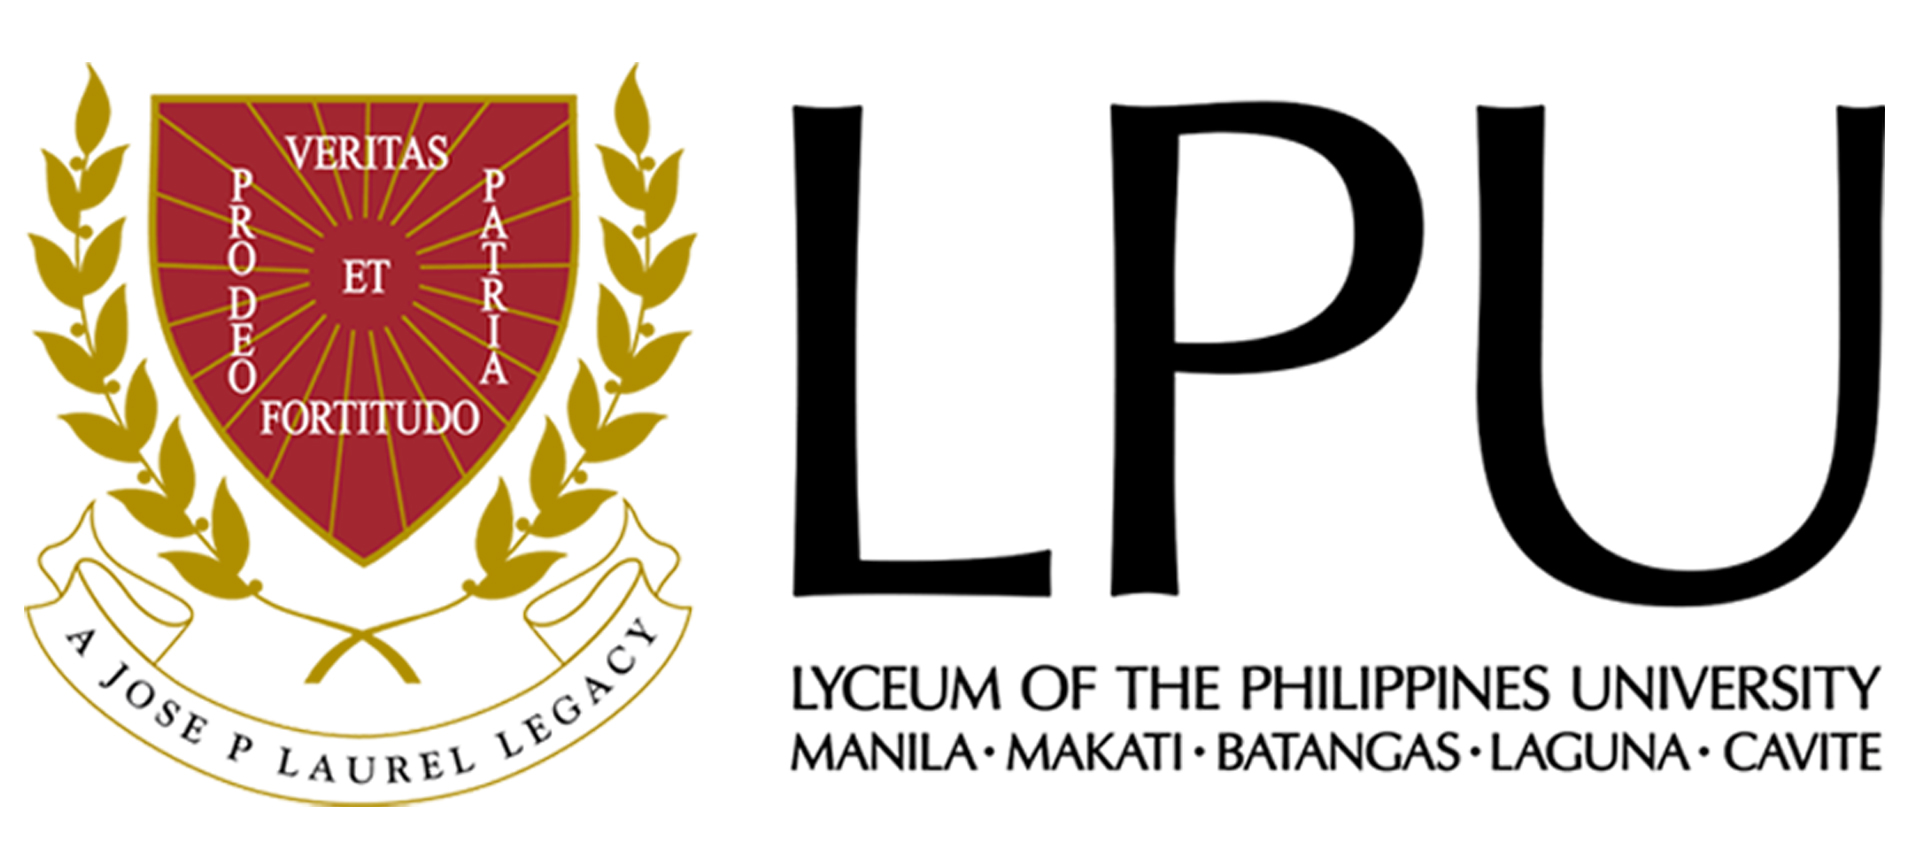 VERITAS
PRO DEO
ET
PATRIA
FORTITUDO
A JOSE P LAUREL LEGACY
LPU
LYCEUM OF THE PHILIPPINES UNIVERSITY
MANILA • MAKATI • BATANGAS • LAGUNA • CAVITE